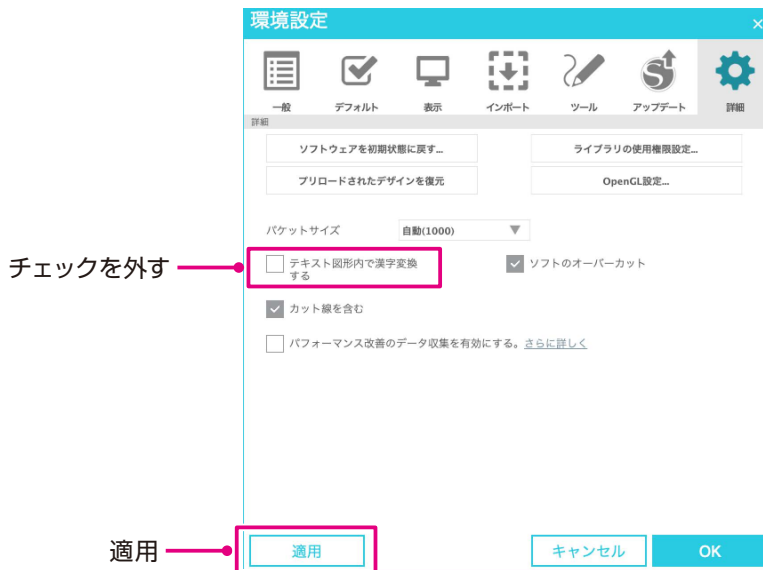 環境設定
×
一般 デフォルト 表示 インポート ツール アップデート 詳細
詳細
ソフトウェアを初期状態に戻す... ライブラリの使用権限設定...
プリロードされたデザインを復元 OpenGL設定...
パケットサイズ 自動(1000)
チェックを外す
テキスト図形内で漢字変換
する
ソフトのオーバーカット
カット線を含む
パフォーマンス改善のデータ収集を有効にする。さらに詳しく
適用
適用 キャンセル OK